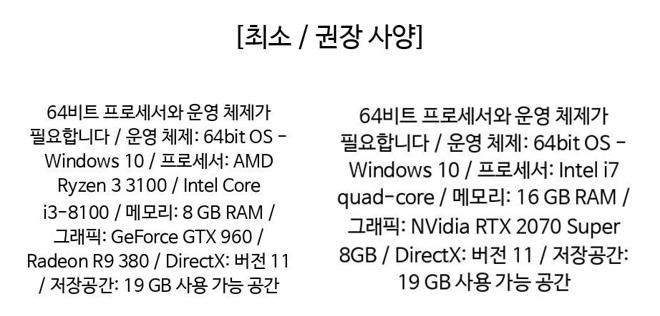 [최소 / 권장 사양]
64비트 프로세서와 운영 체제가
필요합니다 / 운영 체제: 64bit OS -
Windows 10 / 프로세서: AMD
Ryzen 3 3100 / Intel Core
i3-8100 / 메모리: 8 GB RAM /
그래픽: GeForce GTX 960 /
Radeon R9 380 / DirectX: 버전 11
/ 저장공간: 19 GB 사용 가능 공간
64비트 프로세서와 운영 체제가
필요합니다 / 운영 체제: 64bit OS -
Windows 10 / 프로세서: Intel i7
quad-core / 메모리: 16 GB RAM /
그래픽: NVidia RTX 2070 Super
8GB / DirectX: 버전 11 / 저장공간:
19 GB 사용 가능 공간